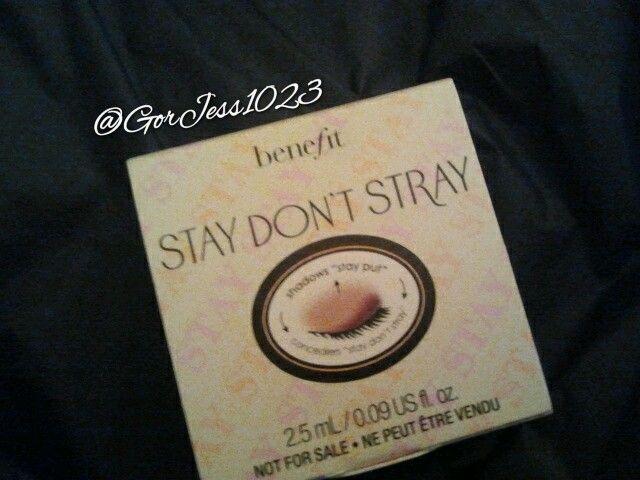 @GorJess1023
benefit
STAY DON'T STRAY
shadows "stay put"
concealers "stay don't stray"
2.5 mL/0.09 US fl. oz.
NOT FOR SALE • NE PEUT ÊTRE VENDU